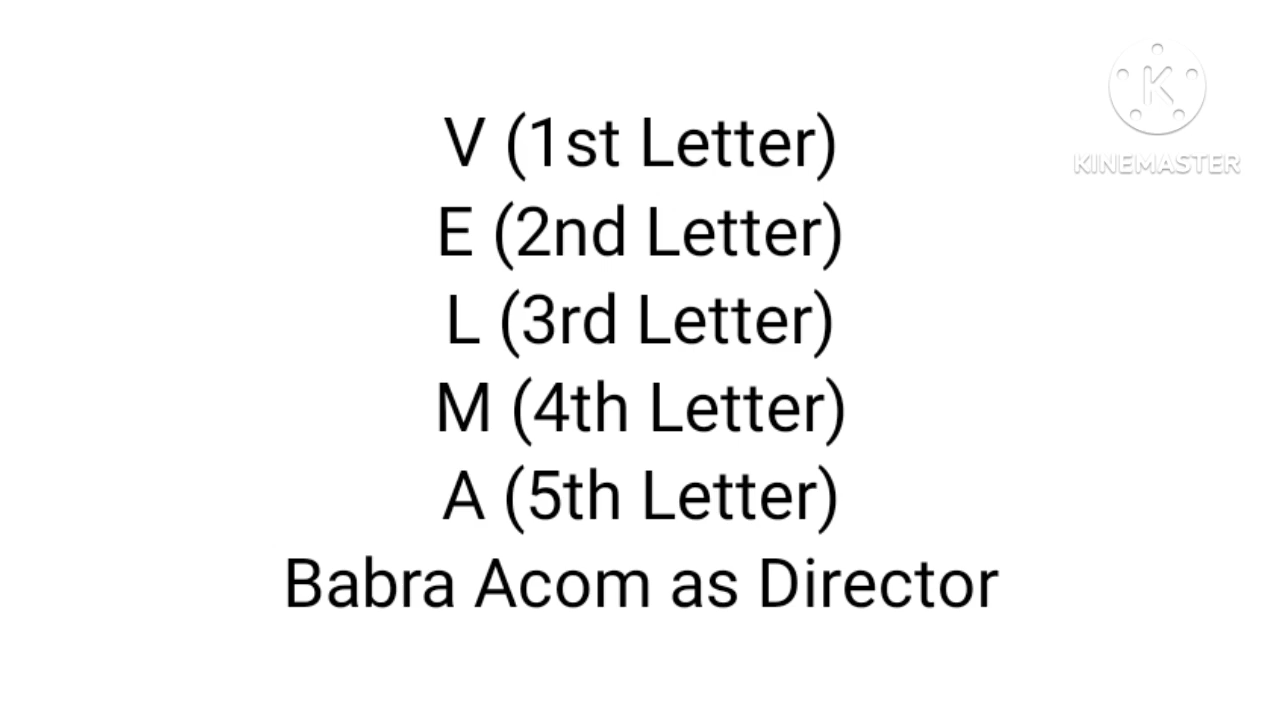 V (1st Letter)
E (2nd Letter)
L (3rd Letter)
M (4th Letter)
A (5th Letter)
Babra Acom as Director
K
KINEMASTER